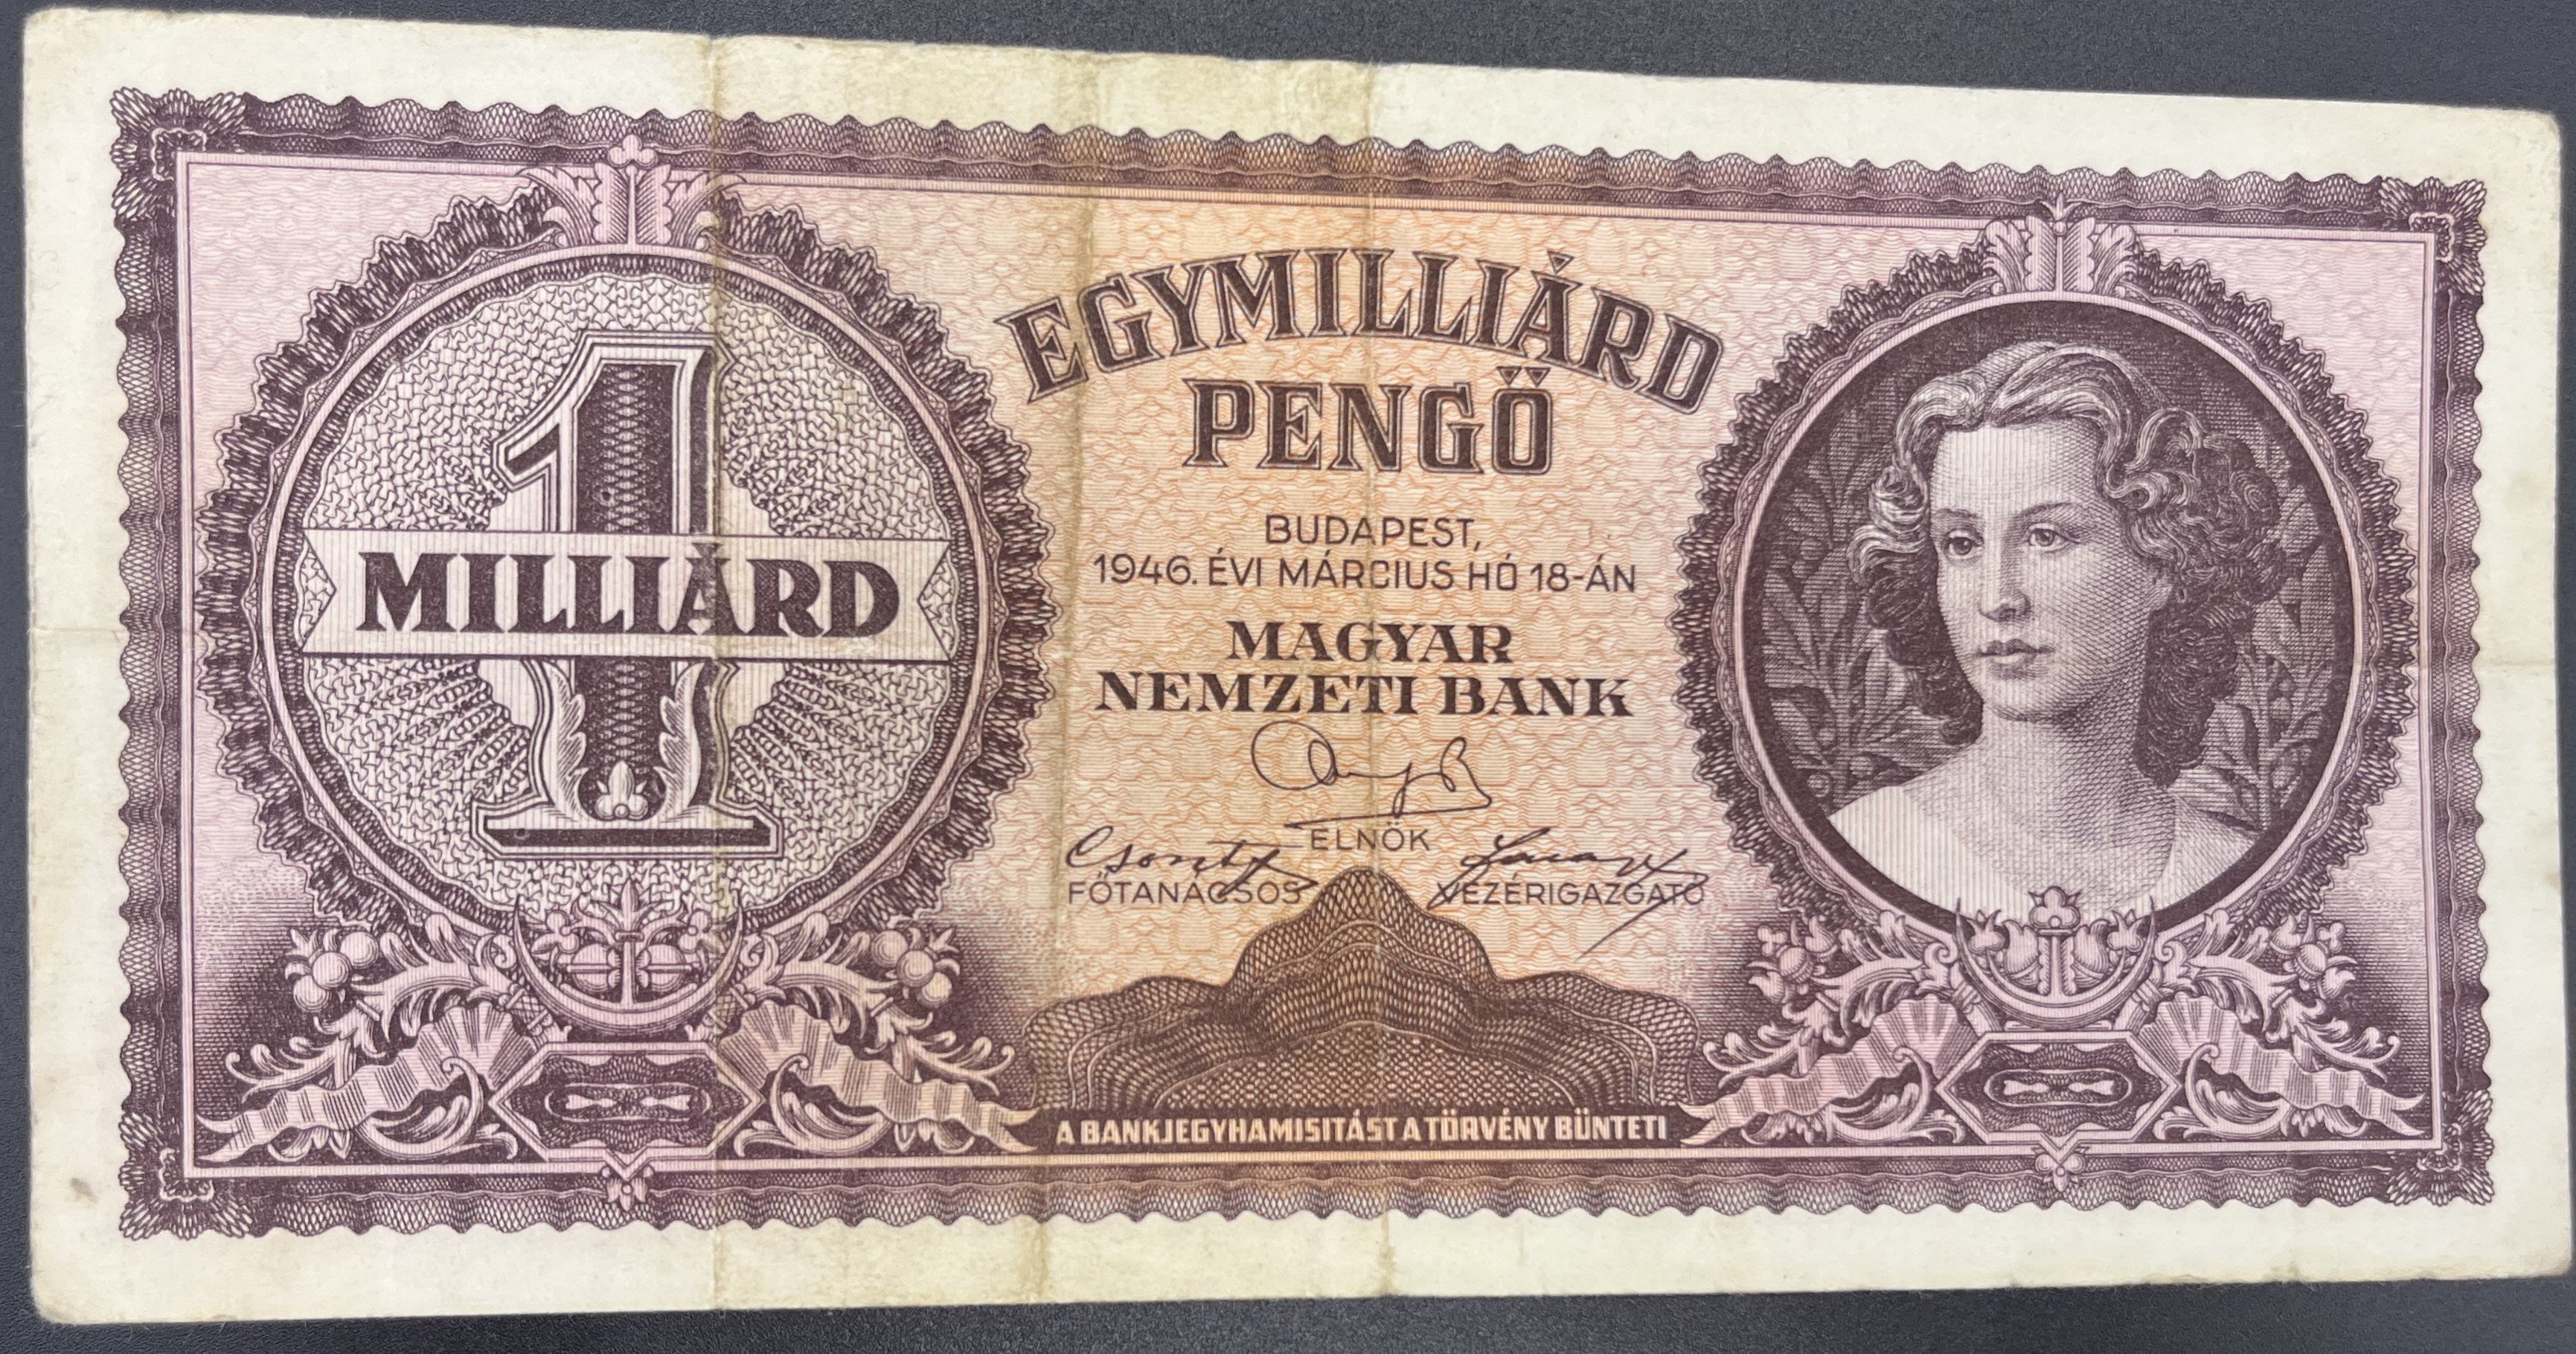 1
MILLIÁRD
EGYMILLIÁRD
PENGŐ
BUDAPEST,
1946. ÉVI MÁRCIUS HÓ 18-ÁN
MAGYAR
NEMZETI BANK
ELNÖK
FŐTANÁCSOS
VEZÉRIGAZGATÓ
A BANKJEGYHAMISITÁST A TÖRVÉNY BÜNTETI